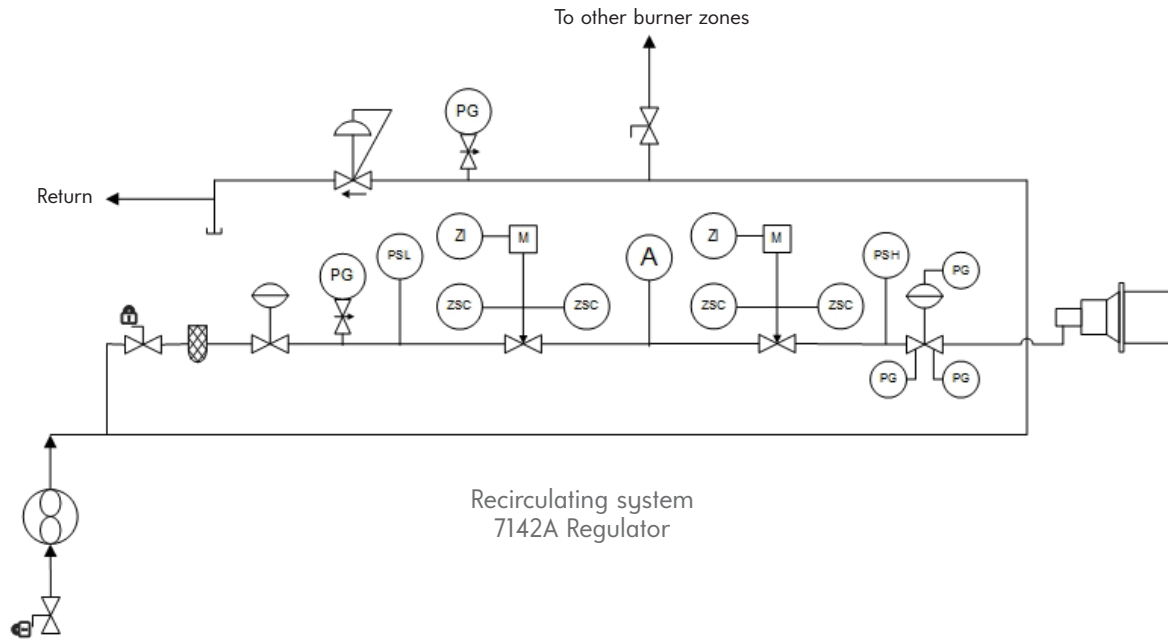 To other burner zones
PG
Return
ZI
M
ZI
M
PSL
A
PSH
PG
PG
ZSC
ZSC
ZSC
ZSC
PG
PG
Recirculating system
7142A Regulator